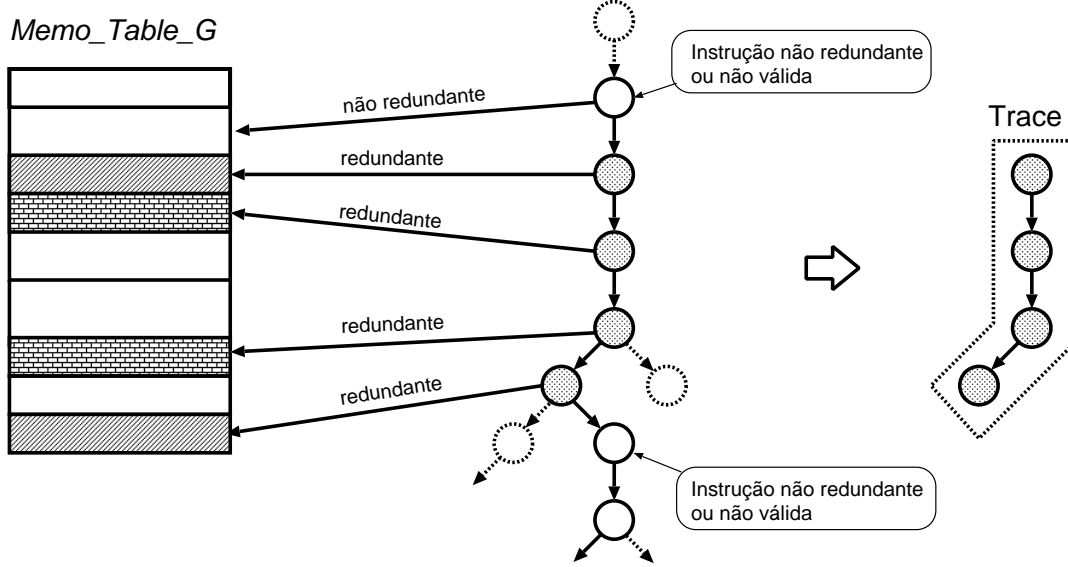 Memo_Table_G
Instrução não redundante
ou não válida
não redundante
Trace
redundante
redundante
redundante
redundante
Instrução não redundante
ou não válida